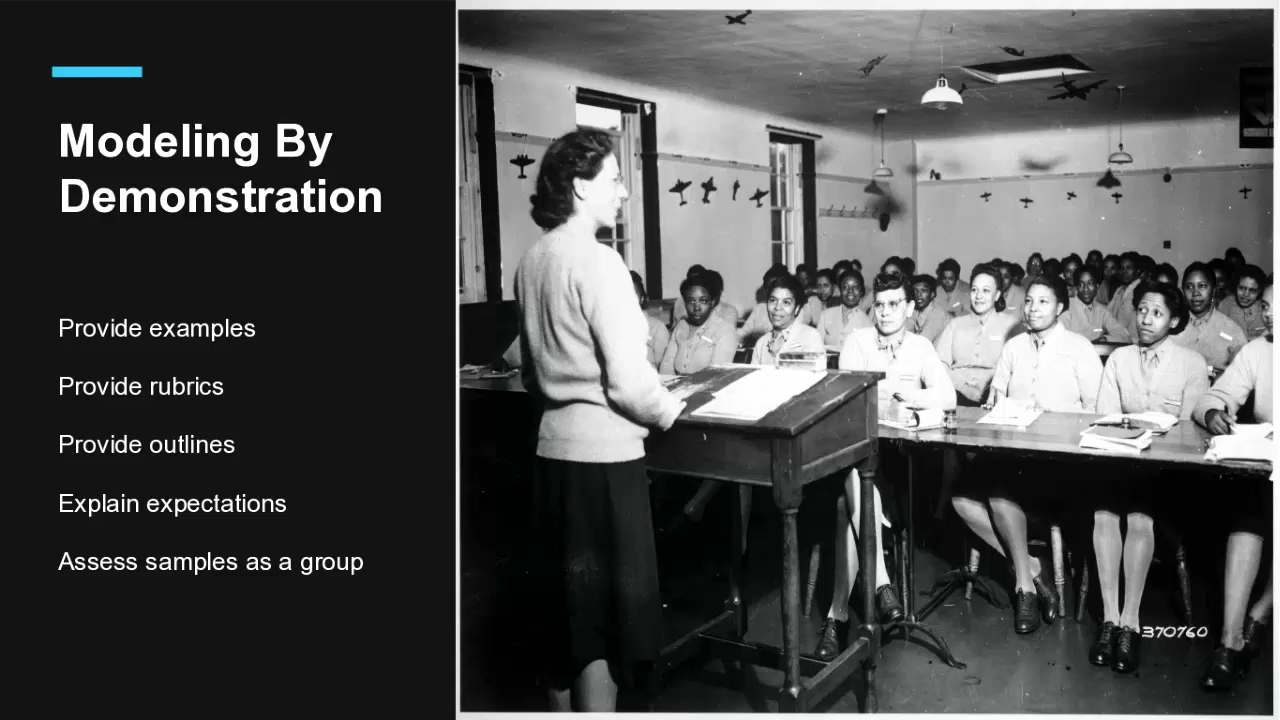 Modeling By
Demonstration
Provide examples
Provide rubrics
Provide outlines
Explain expectations
Assess samples as a group
370760